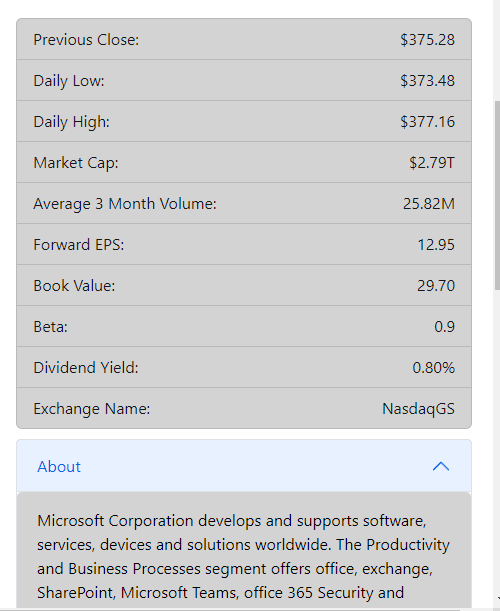 Previous Close: $375.28
Daily Low: $373.48
Daily High: $377.16
Market Cap: $2.79T
Average 3 Month Volume: 25.82M
Forward EPS: 12.95
Book Value: 29.70
Beta: 0.9
Dividend Yield: 0.80%
Exchange Name: NasdaqGS
About
Microsoft Corporation develops and supports software,
services, devices and solutions worldwide. The Productivity
and Business Processes segment offers office, exchange,
SharePoint, Microsoft Teams, office 365 Security and